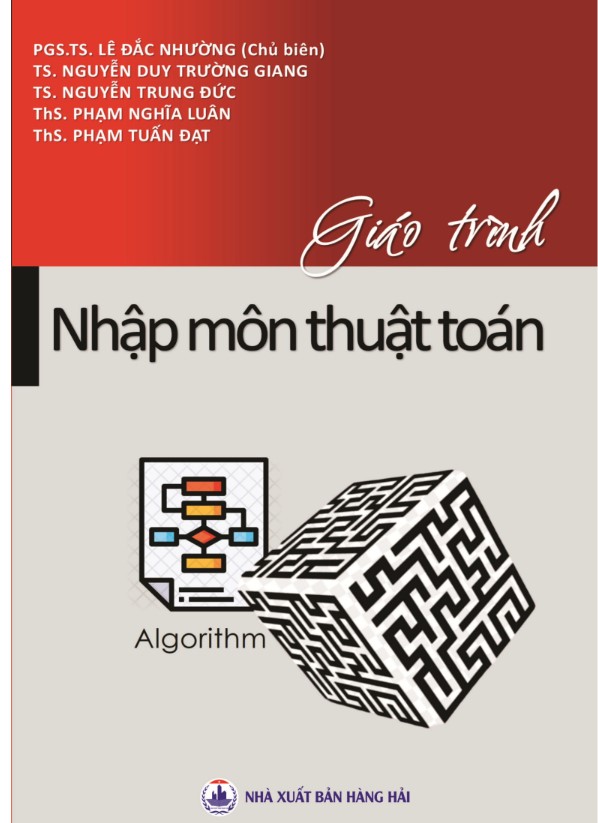 PGS.TS. LÊ ĐẮC NHƯỜNG (Chủ biên)
TS. NGUYỄN DUY TRƯỜNG GIANG
TS. NGUYỄN TRUNG ĐỨC
ThS. PHẠM NGHĨA LUÂN
ThS. PHẠM TUẤN ĐẠT
Giáo trình
Nhập môn thuật toán
Algorithm
NHÀ XUẤT BẢN HÀNG HẢI